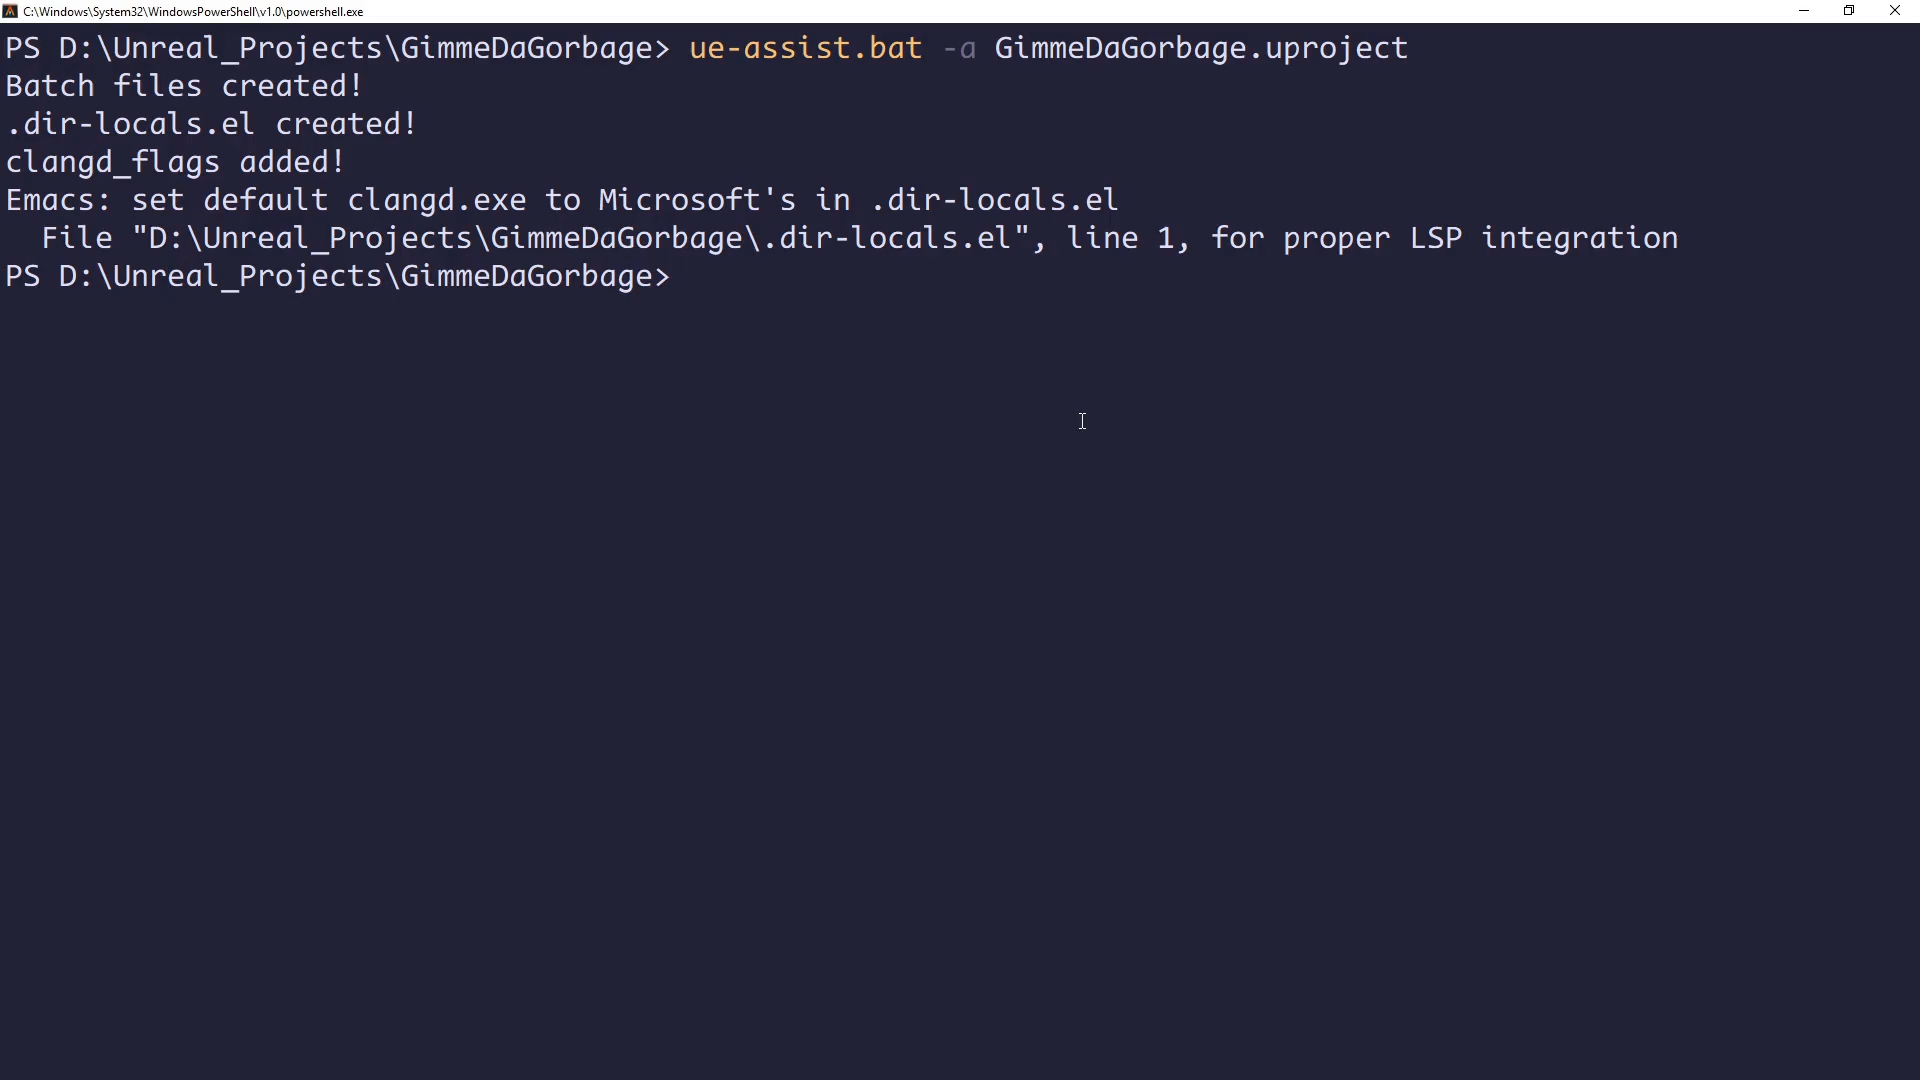 C:\Windows\System32\WindowsPowerShell\v1.0\powershell.exe
PS D:\Unreal_Projects\GimmeDaGorbage> ue-assist.bat -a GimmeDaGorbage.uproject
Batch files created!
.dir-locals.el created!
clangd_flags added!
Emacs: set default clangd.exe to Microsoft's in .dir-locals.el
  File "D:\Unreal_Projects\GimmeDaGorbage\.dir-locals.el", line 1, for proper LSP integration
PS D:\Unreal_Projects\GimmeDaGorbage>